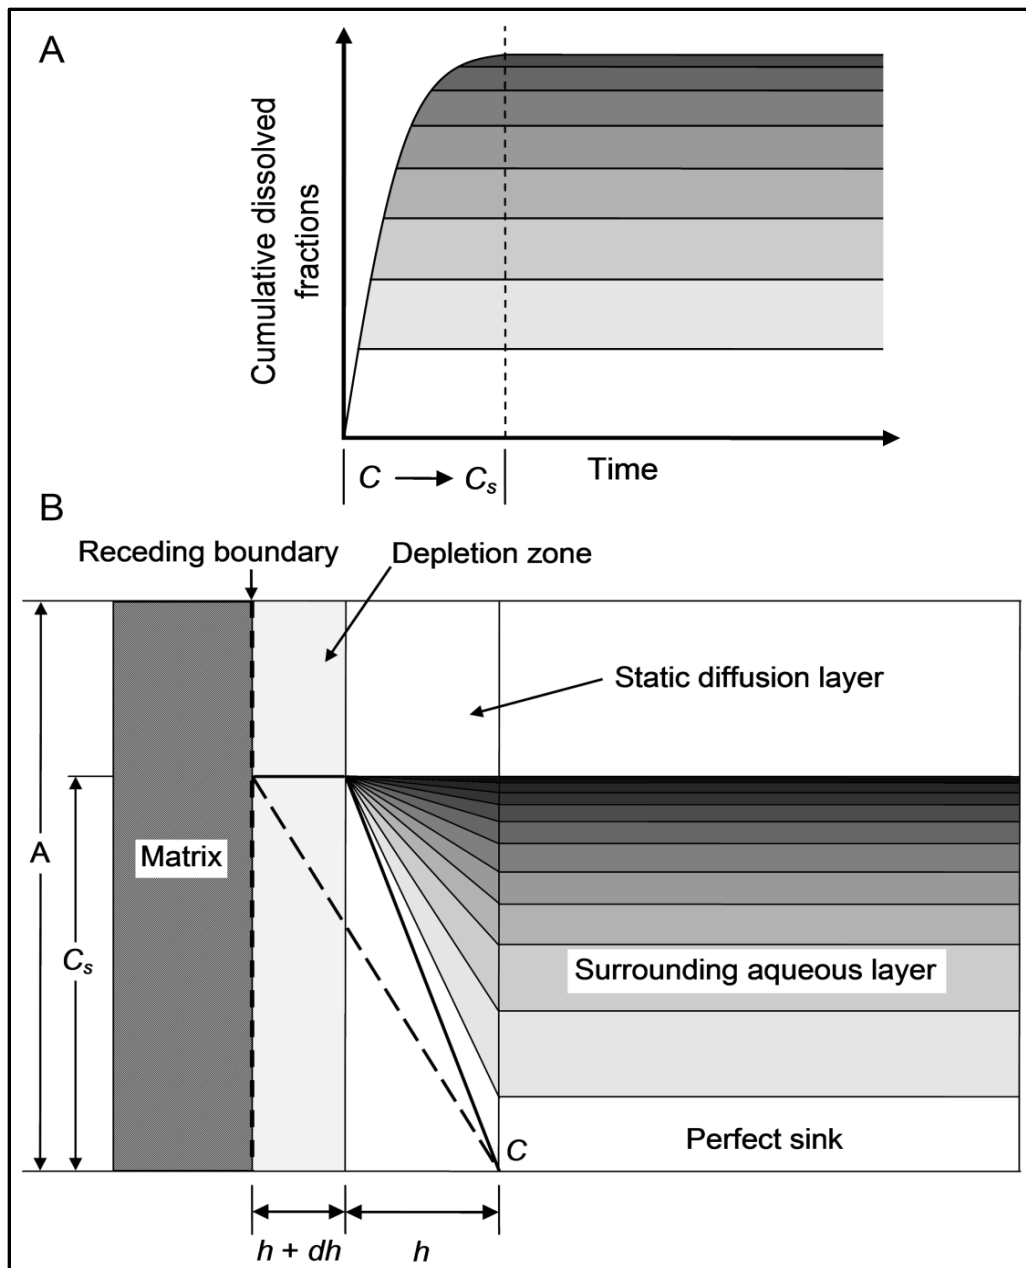 A
Cumulative dissolved
fractions
Time
C → Cs
B
Receding boundary
Depletion zone
Static diffusion layer
A
Matrix
Cs
Surrounding aqueous layer
Perfect sink
C
h + dh
h